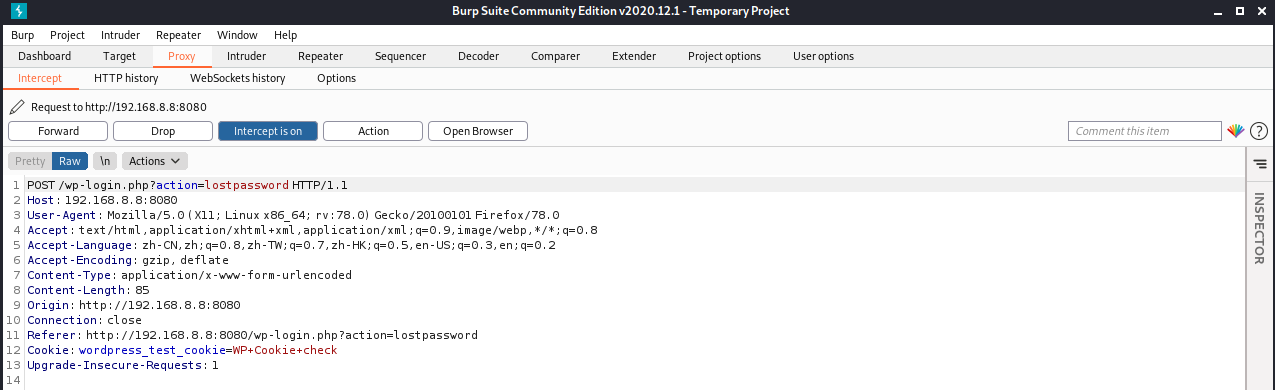 Burp Suite Community Edition v2020.12.1 - Temporary Project
Burp Project Intruder Repeater Window Help
Dashboard Target Proxy Intruder Repeater Sequencer Decoder Comparer Extender Project options User options
Intercept HTTP history WebSockets history Options
Request to http://192.168.8.8:8080
Forward Drop Intercept is on Action Open Browser Comment this item ?
Pretty Raw \n Actions
1 POST /wp-login.php?action=lostpassword HTTP/1.1
2 Host: 192.168.8.8:8080
3 User-Agent: Mozilla/5.0 (X11; Linux x86_64; rv:78.0) Gecko/20100101 Firefox/78.0
4 Accept: text/html,application/xhtml+xml,application/xml;q=0.9,image/webp,*/*;q=0.8
5 Accept-Language: zh-CN,zh;q=0.8,zh-TW;q=0.7,zh-HK;q=0.5,en-US;q=0.3,en;q=0.2
6 Accept-Encoding: gzip, deflate
7 Content-Type: application/x-www-form-urlencoded
8 Content-Length: 85
9 Origin: http://192.168.8.8:8080
10 Connection: close
11 Referer: http://192.168.8.8:8080/wp-login.php?action=lostpassword
12 Cookie: wordpress_test_cookie=WP+Cookie+check
13 Upgrade-Insecure-Requests: 1
14
INSPECTOR